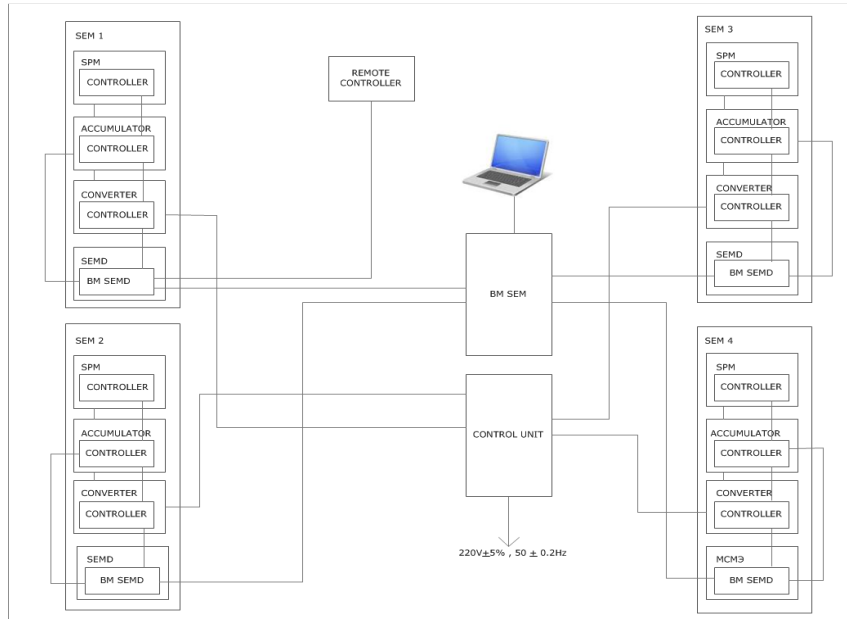 SEM 1
SPM
CONTROLLER
ACCUMULATOR
CONTROLLER
CONVERTER
CONTROLLER
SEMD
BM SEMD
SEM 2
SPM
CONTROLLER
ACCUMULATOR
CONTROLLER
CONVERTER
CONTROLLER
SEMD
BM SEMD
REMOTE
CONTROLLER
BM SEM
CONTROL UNIT
220V±5% , 50 ± 0.2Hz
SEM 3
SPM
CONTROLLER
ACCUMULATOR
CONTROLLER
CONVERTER
CONTROLLER
SEMD
BM SEMD
SEM 4
SPM
CONTROLLER
ACCUMULATOR
CONTROLLER
CONVERTER
CONTROLLER
МСМЭ
BM SEMD